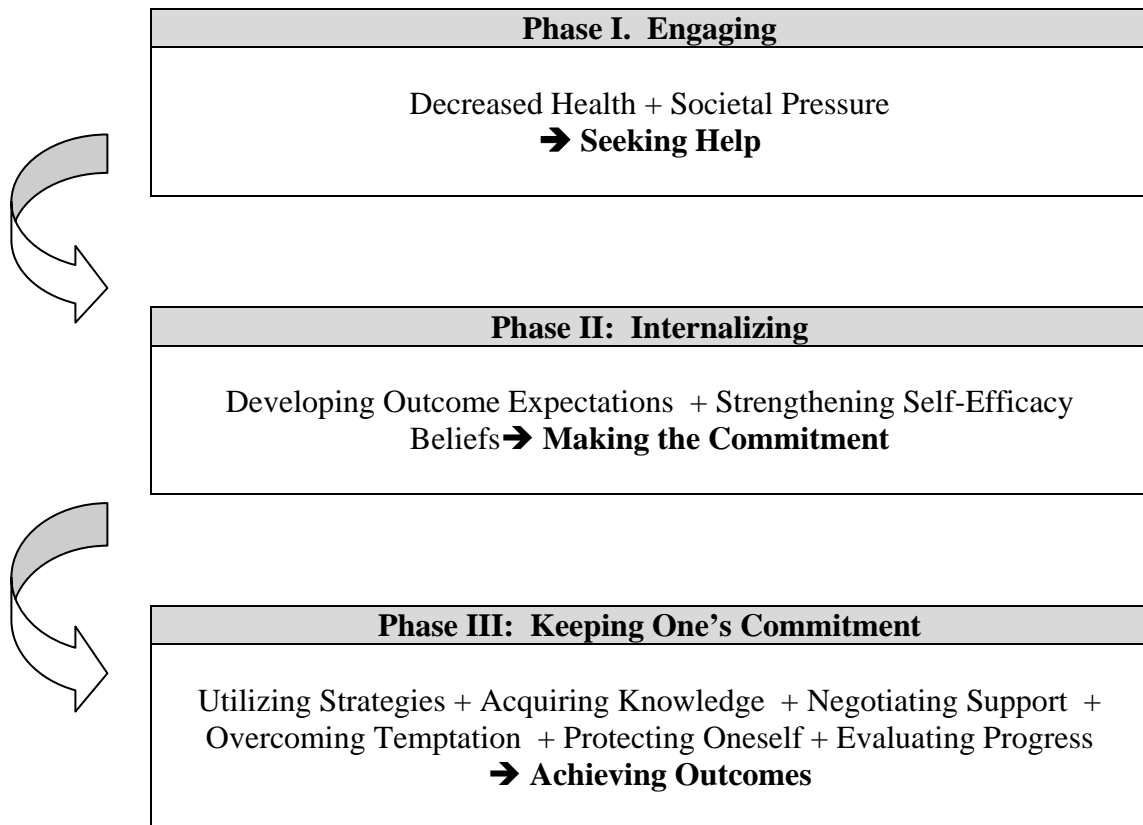 Phase I.  Engaging
Decreased Health + Societal Pressure
➔ Seeking Help
Phase II:  Internalizing
Developing Outcome Expectations  + Strengthening Self-Efficacy
Beliefs➔ Making the Commitment
Phase III:  Keeping One’s Commitment
Utilizing Strategies + Acquiring Knowledge  + Negotiating Support  +
Overcoming Temptation  + Protecting Oneself + Evaluating Progress
➔ Achieving Outcomes